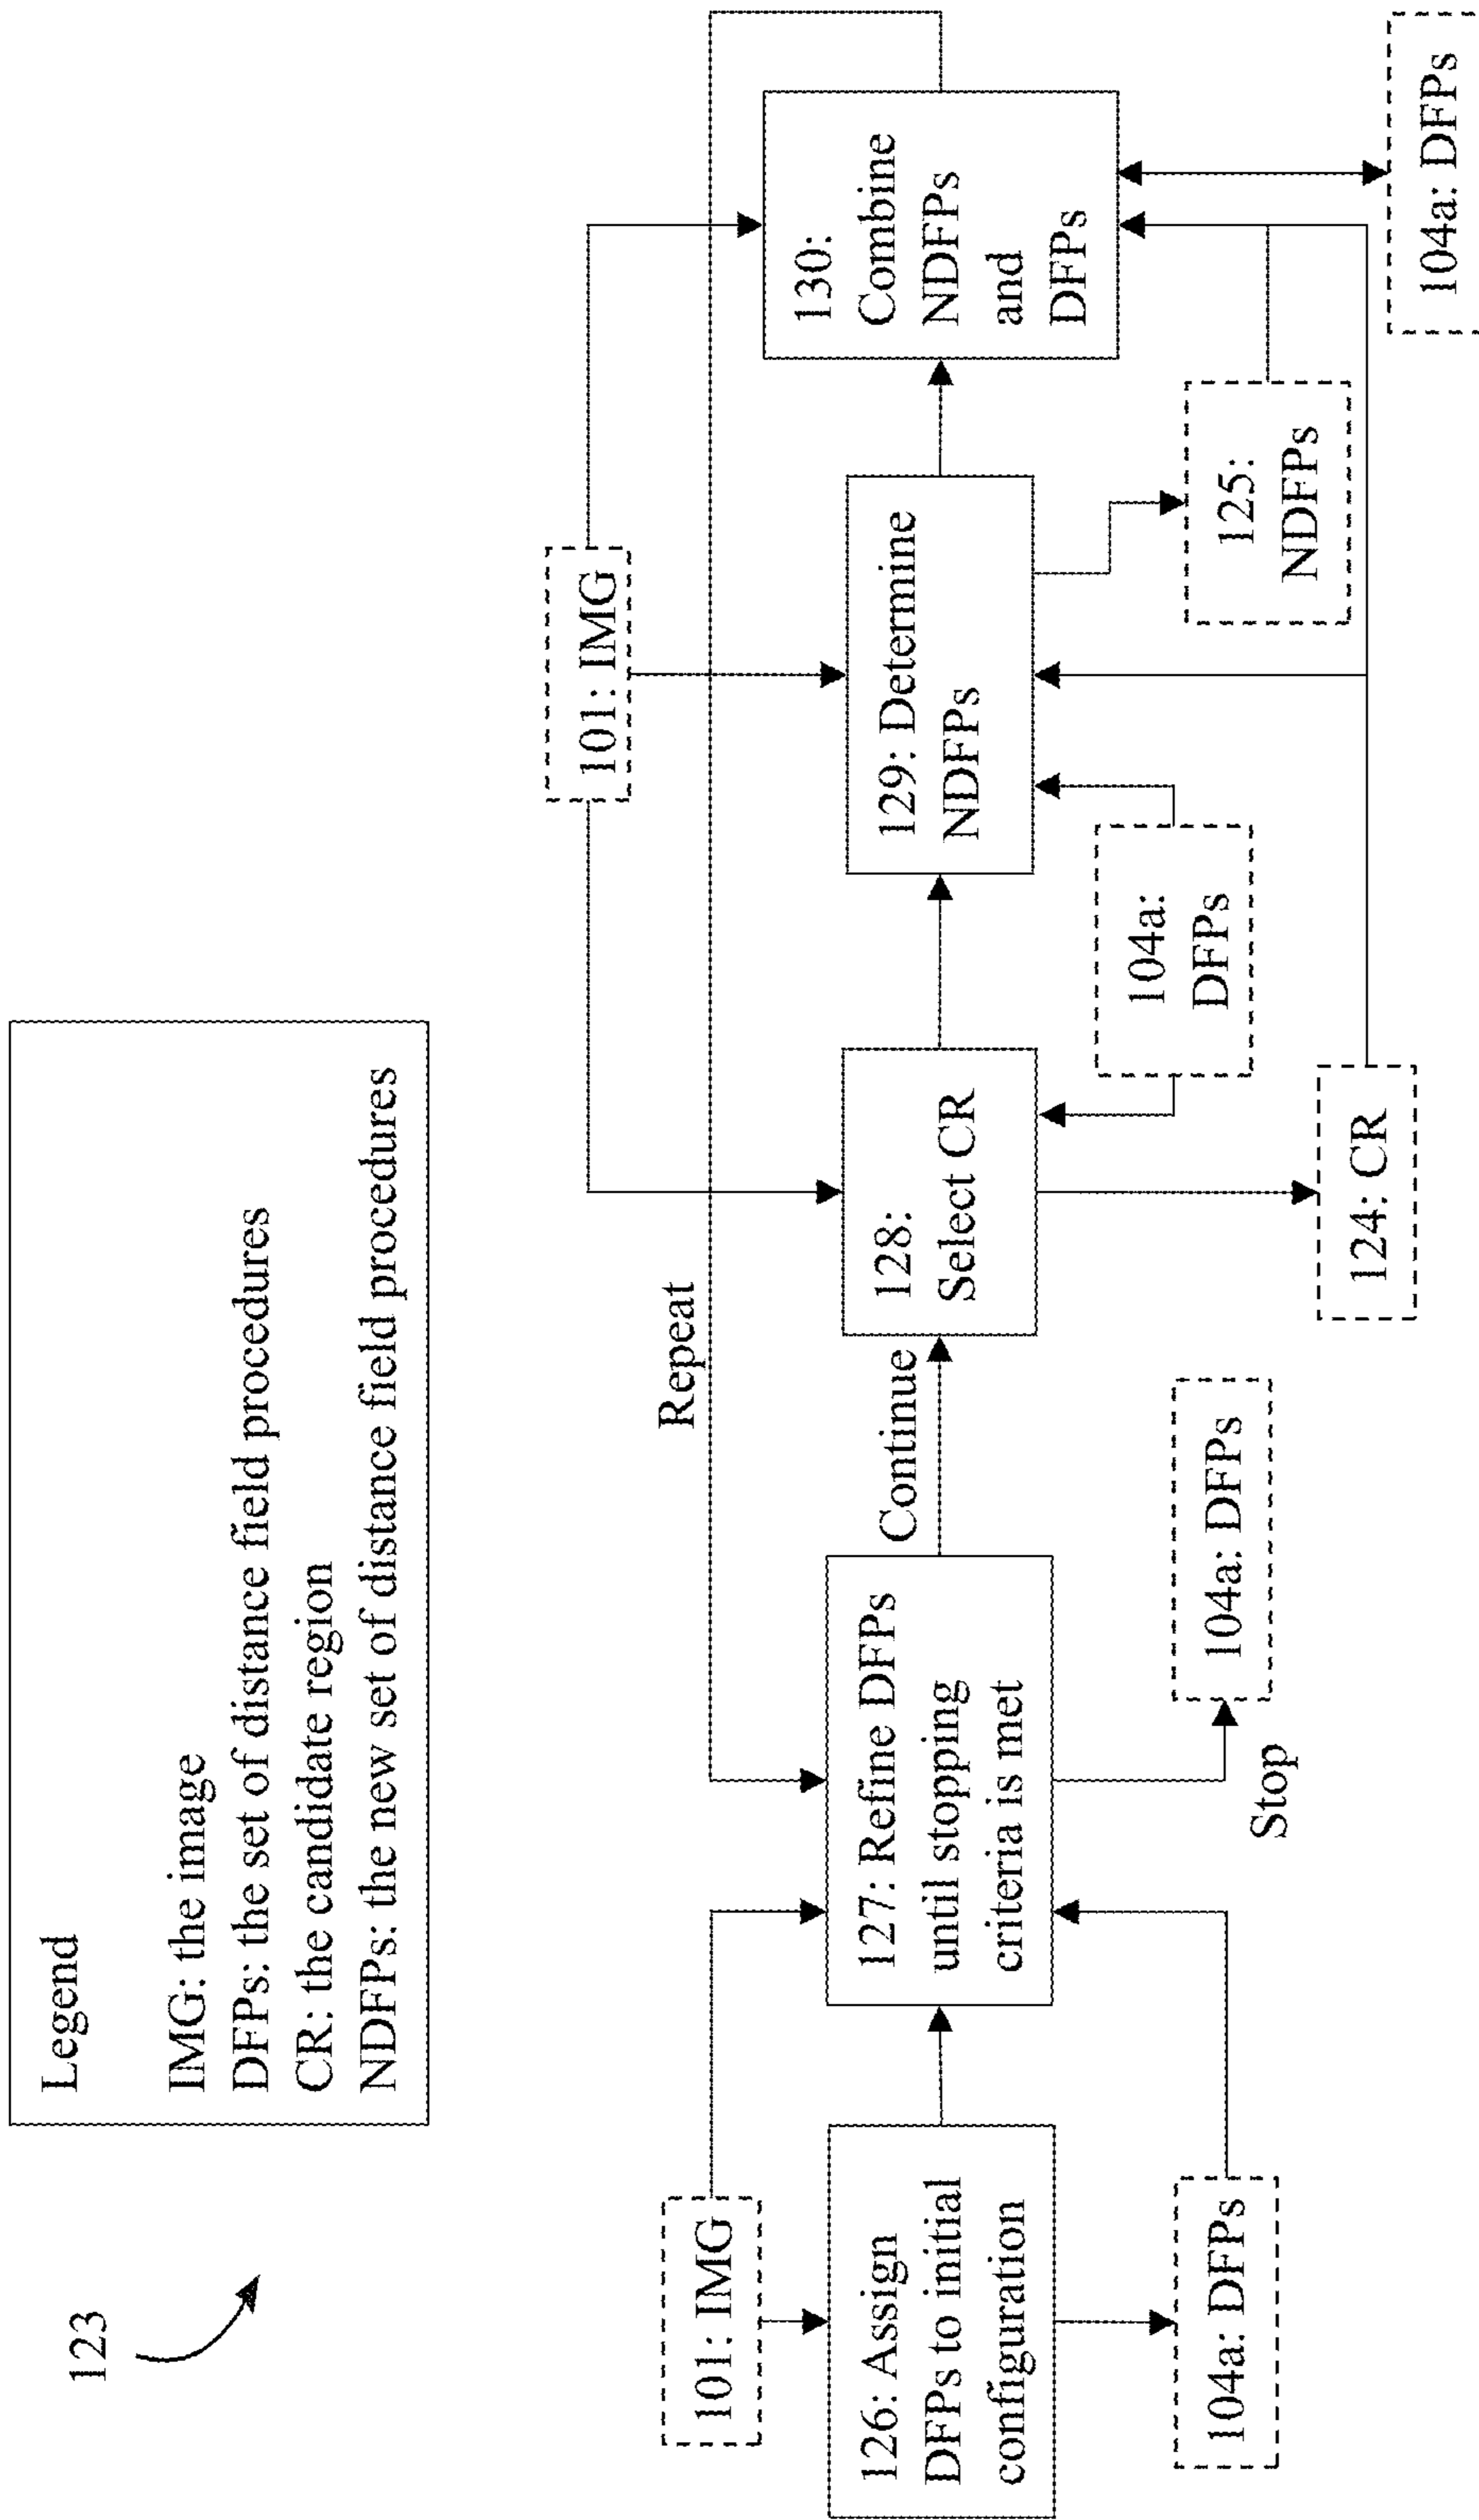 123
Legend
IMG: the image
DFPs: the set of distance field procedures
CR: the candidate region
NDFPs: the new set of distance field procedures
101: IMG
126: Assign
DFPs to initial
configuration
104a: DFPs
127: Refine DFPs
until stopping
criteria is met
Stop
104a: DFPs
Continue
Repeat
128:
Select CR
124: CR
104a:
DFPs
101: IMG
129: Determine
NDFPs
125:
NDFPs
130:
Combine
NDFPs
and
DFPs
104a: DFPs